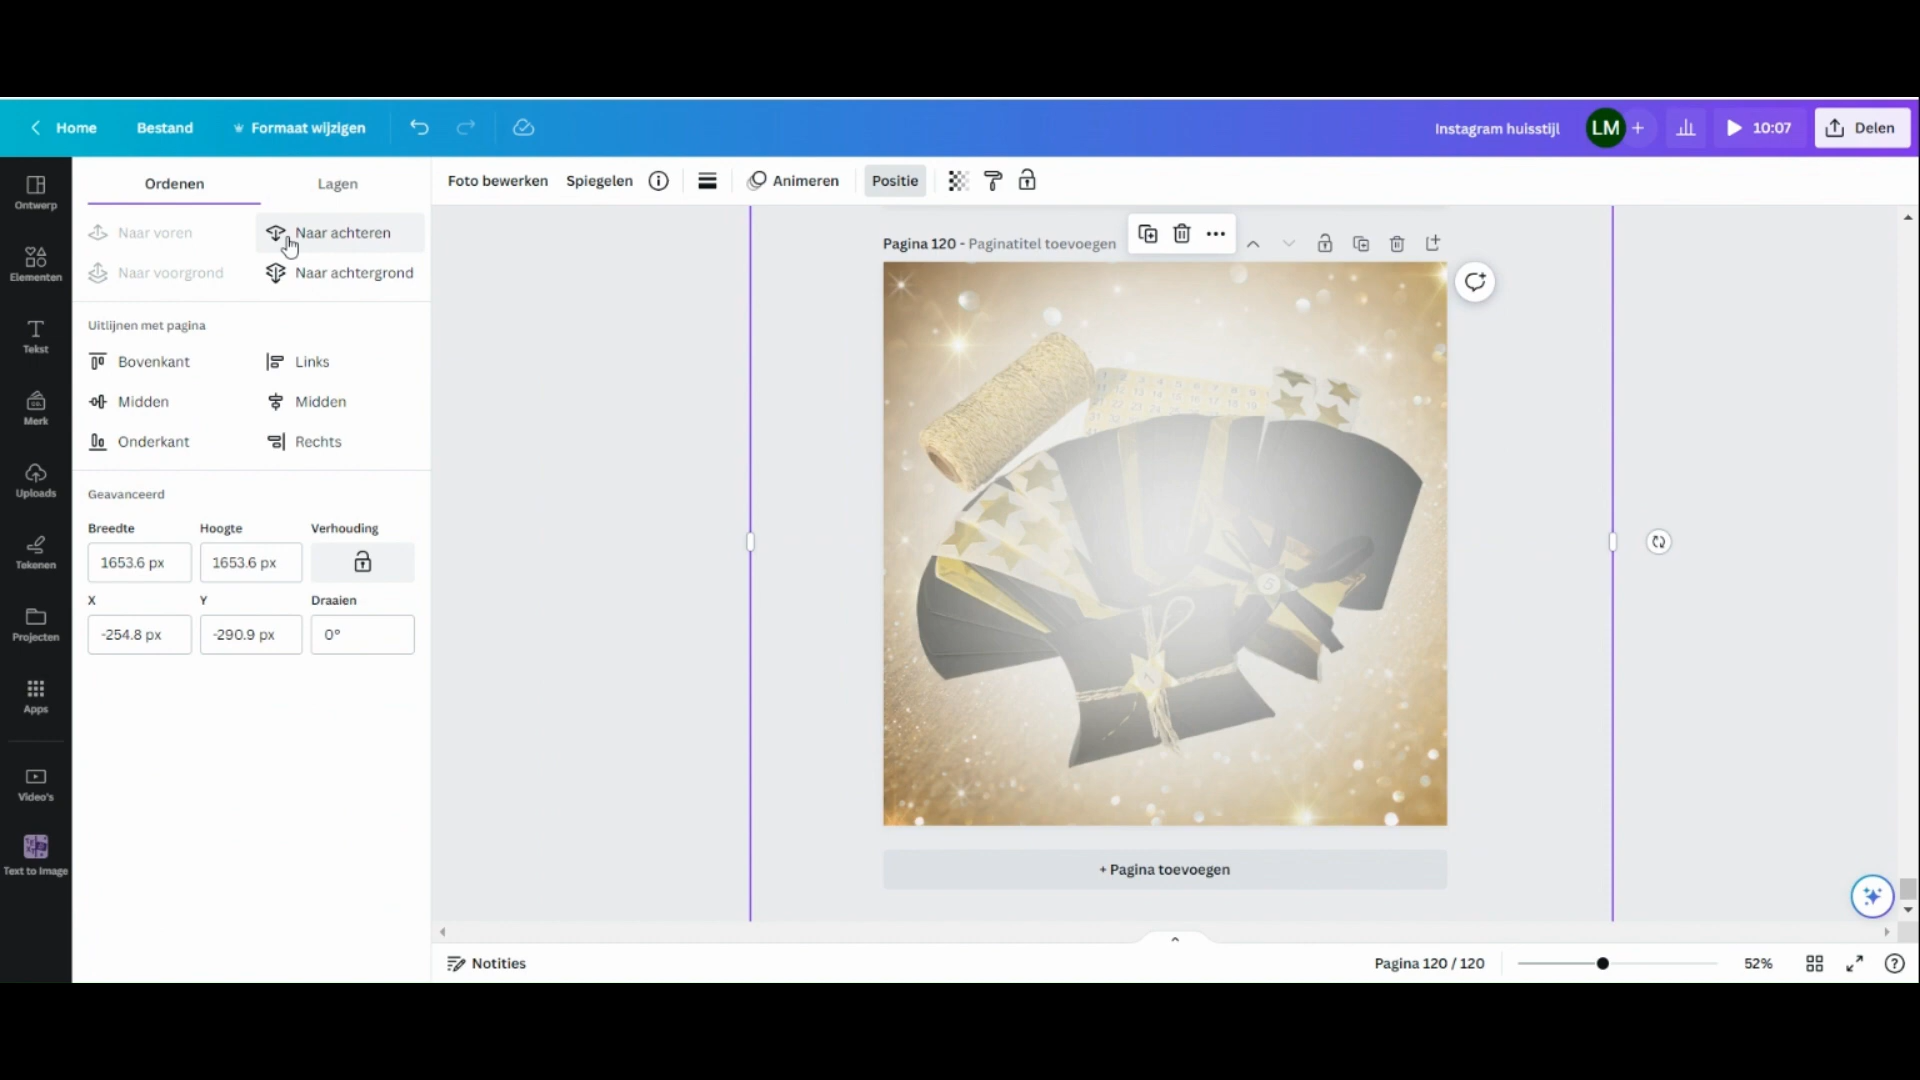 Home
Bestand
Formaat wijzigen
Instagram huisstijl
LM
+
10:07
Delen
Ontwerp
Elementen
Tekst
Merk
Uploads
Tekenen
Projecten
Apps
Video's
Text to Image
Ordenen
Lagen
Naar voren
Naar achteren
Naar voorgrond
Naar achtergrond
Uitlijnen met pagina
Bovenkant
Links
Midden
Midden
Onderkant
Rechts
Geavanceerd
Breedte
Hoogte
Verhouding
1653.6 px
1653.6 px
X
Y
Draaien
-254.8 px
-290.9 px
0°
Foto bewerken
Spiegelen
Animeren
Positie
Pagina 120 - Paginatitel toevoegen
5
1
+ Pagina toevoegen
Notities
Pagina 120 / 120
52%